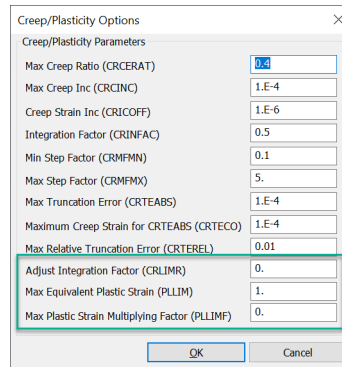 Creep/Plasticity Options
Creep/Plasticity Parameters
Max Creep Ratio (CRCERAT) 0.4
Max Creep Inc (CRCINC) 1.E-4
Creep Strain Inc (CRICOFF) 1.E-6
Integration Factor (CRINFAC) 0.5
Min Step Factor (CRMFMN) 0.1
Max Step Factor (CRMFMX) 5.
Max Truncation Error (CRTEABS) 1.E-4
Maximum Creep Strain for CRTEABS (CRTECO) 1.E-4
Max Relative Truncation Error (CRTEREL) 0.01
Adjust Integration Factor (CRLIMR) 0.
Max Equivalent Plastic Strain (PLLIM) 1.
Max Plastic Strain Multiplying Factor (PLLIMF) 0.
OK Cancel